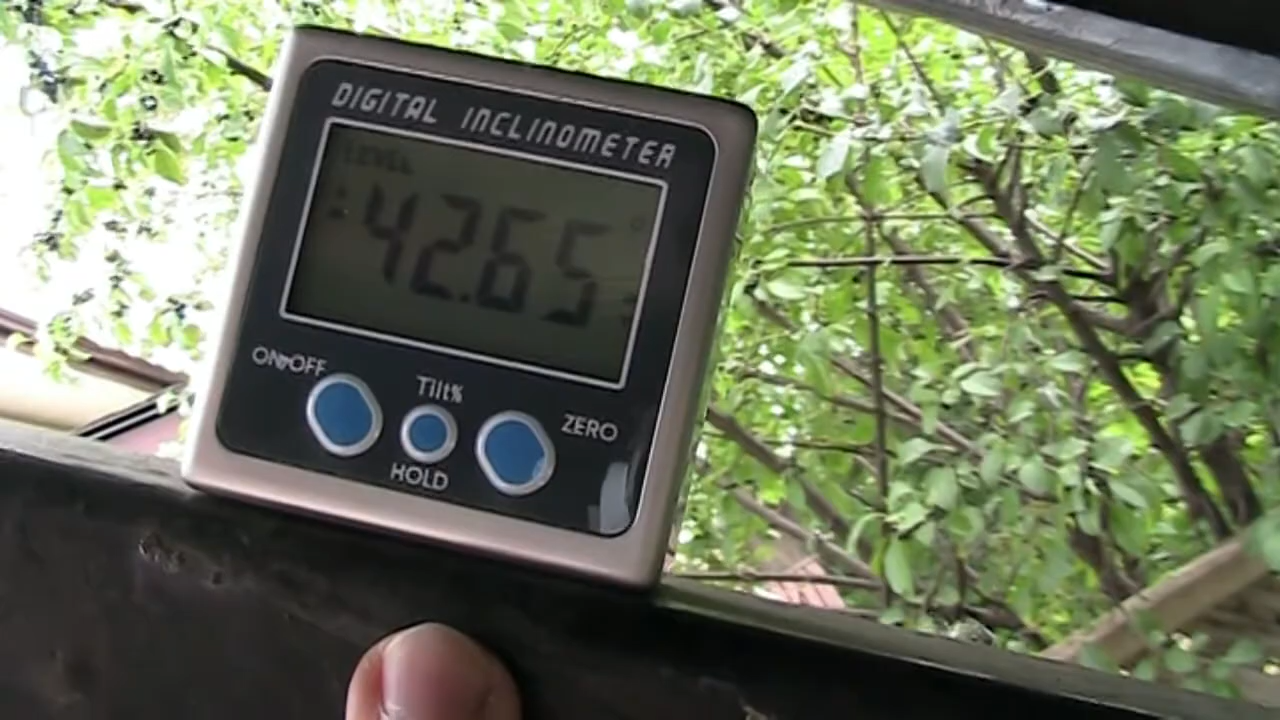 DIGITAL INCLINOMETER
LEVEL
42.65°
ON/OFF
Tilt%
ZERO
HOLD